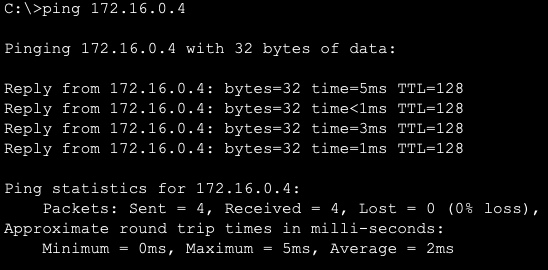 C:\>ping 172.16.0.4
Pinging 172.16.0.4 with 32 bytes of data:
Reply from 172.16.0.4: bytes=32 time=5ms TTL=128
Reply from 172.16.0.4: bytes=32 time<1ms TTL=128
Reply from 172.16.0.4: bytes=32 time=3ms TTL=128
Reply from 172.16.0.4: bytes=32 time=1ms TTL=128
Ping statistics for 172.16.0.4:
    Packets: Sent = 4, Received = 4, Lost = 0 (0% loss),
Approximate round trip times in milli-seconds:
    Minimum = 0ms, Maximum = 5ms, Average = 2ms